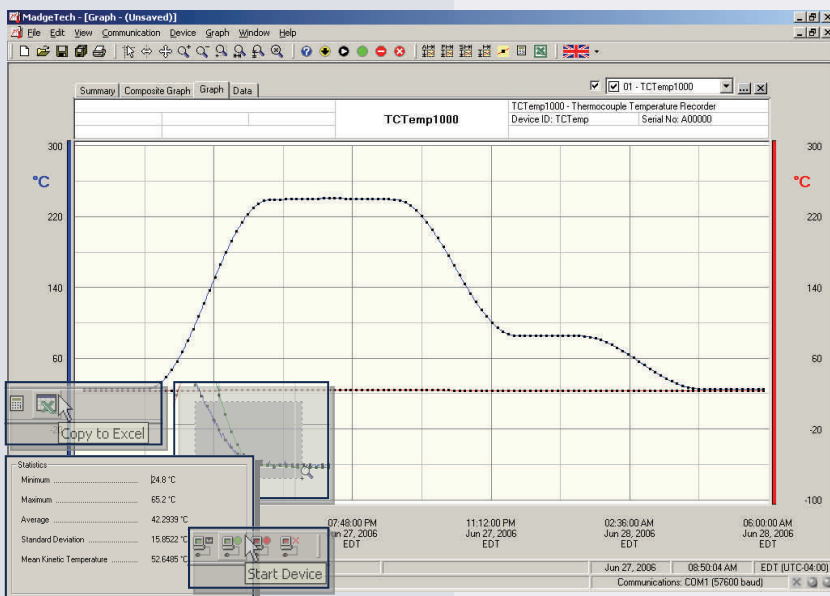 MadgeTech - [Graph - (Unsaved)]
File Edit View Communication Device Graph Window Help
Summary Composite Graph Graph Data
01 - TCTemp1000
TCTemp1000
TCTemp1000 - Thermocouple Temperature Recorder
Device ID: TCTemp Serial No: A00000
300 300
°C °C
220 220
140 140
60 60
Copy to Excel
-20
-100
Statistics
Minimum 24.8 °C
Maximum 65.2 °C
Average 42.2939 °C
Standard Deviation 15.8522 °C
Mean Kinetic Temperature 52.6485 °C
Start Device
07:48:00 PM 11:12:00 PM 02:36:00 AM 06:00:00 AM
Jun 27, 2006 Jun 28, 2006 Jun 28, 2006
EDT EDT EDT EDT
Jun 27, 2006 08:50:04 AM EDT (UTC-04:00)
Communications: COM1 (57600 baud)